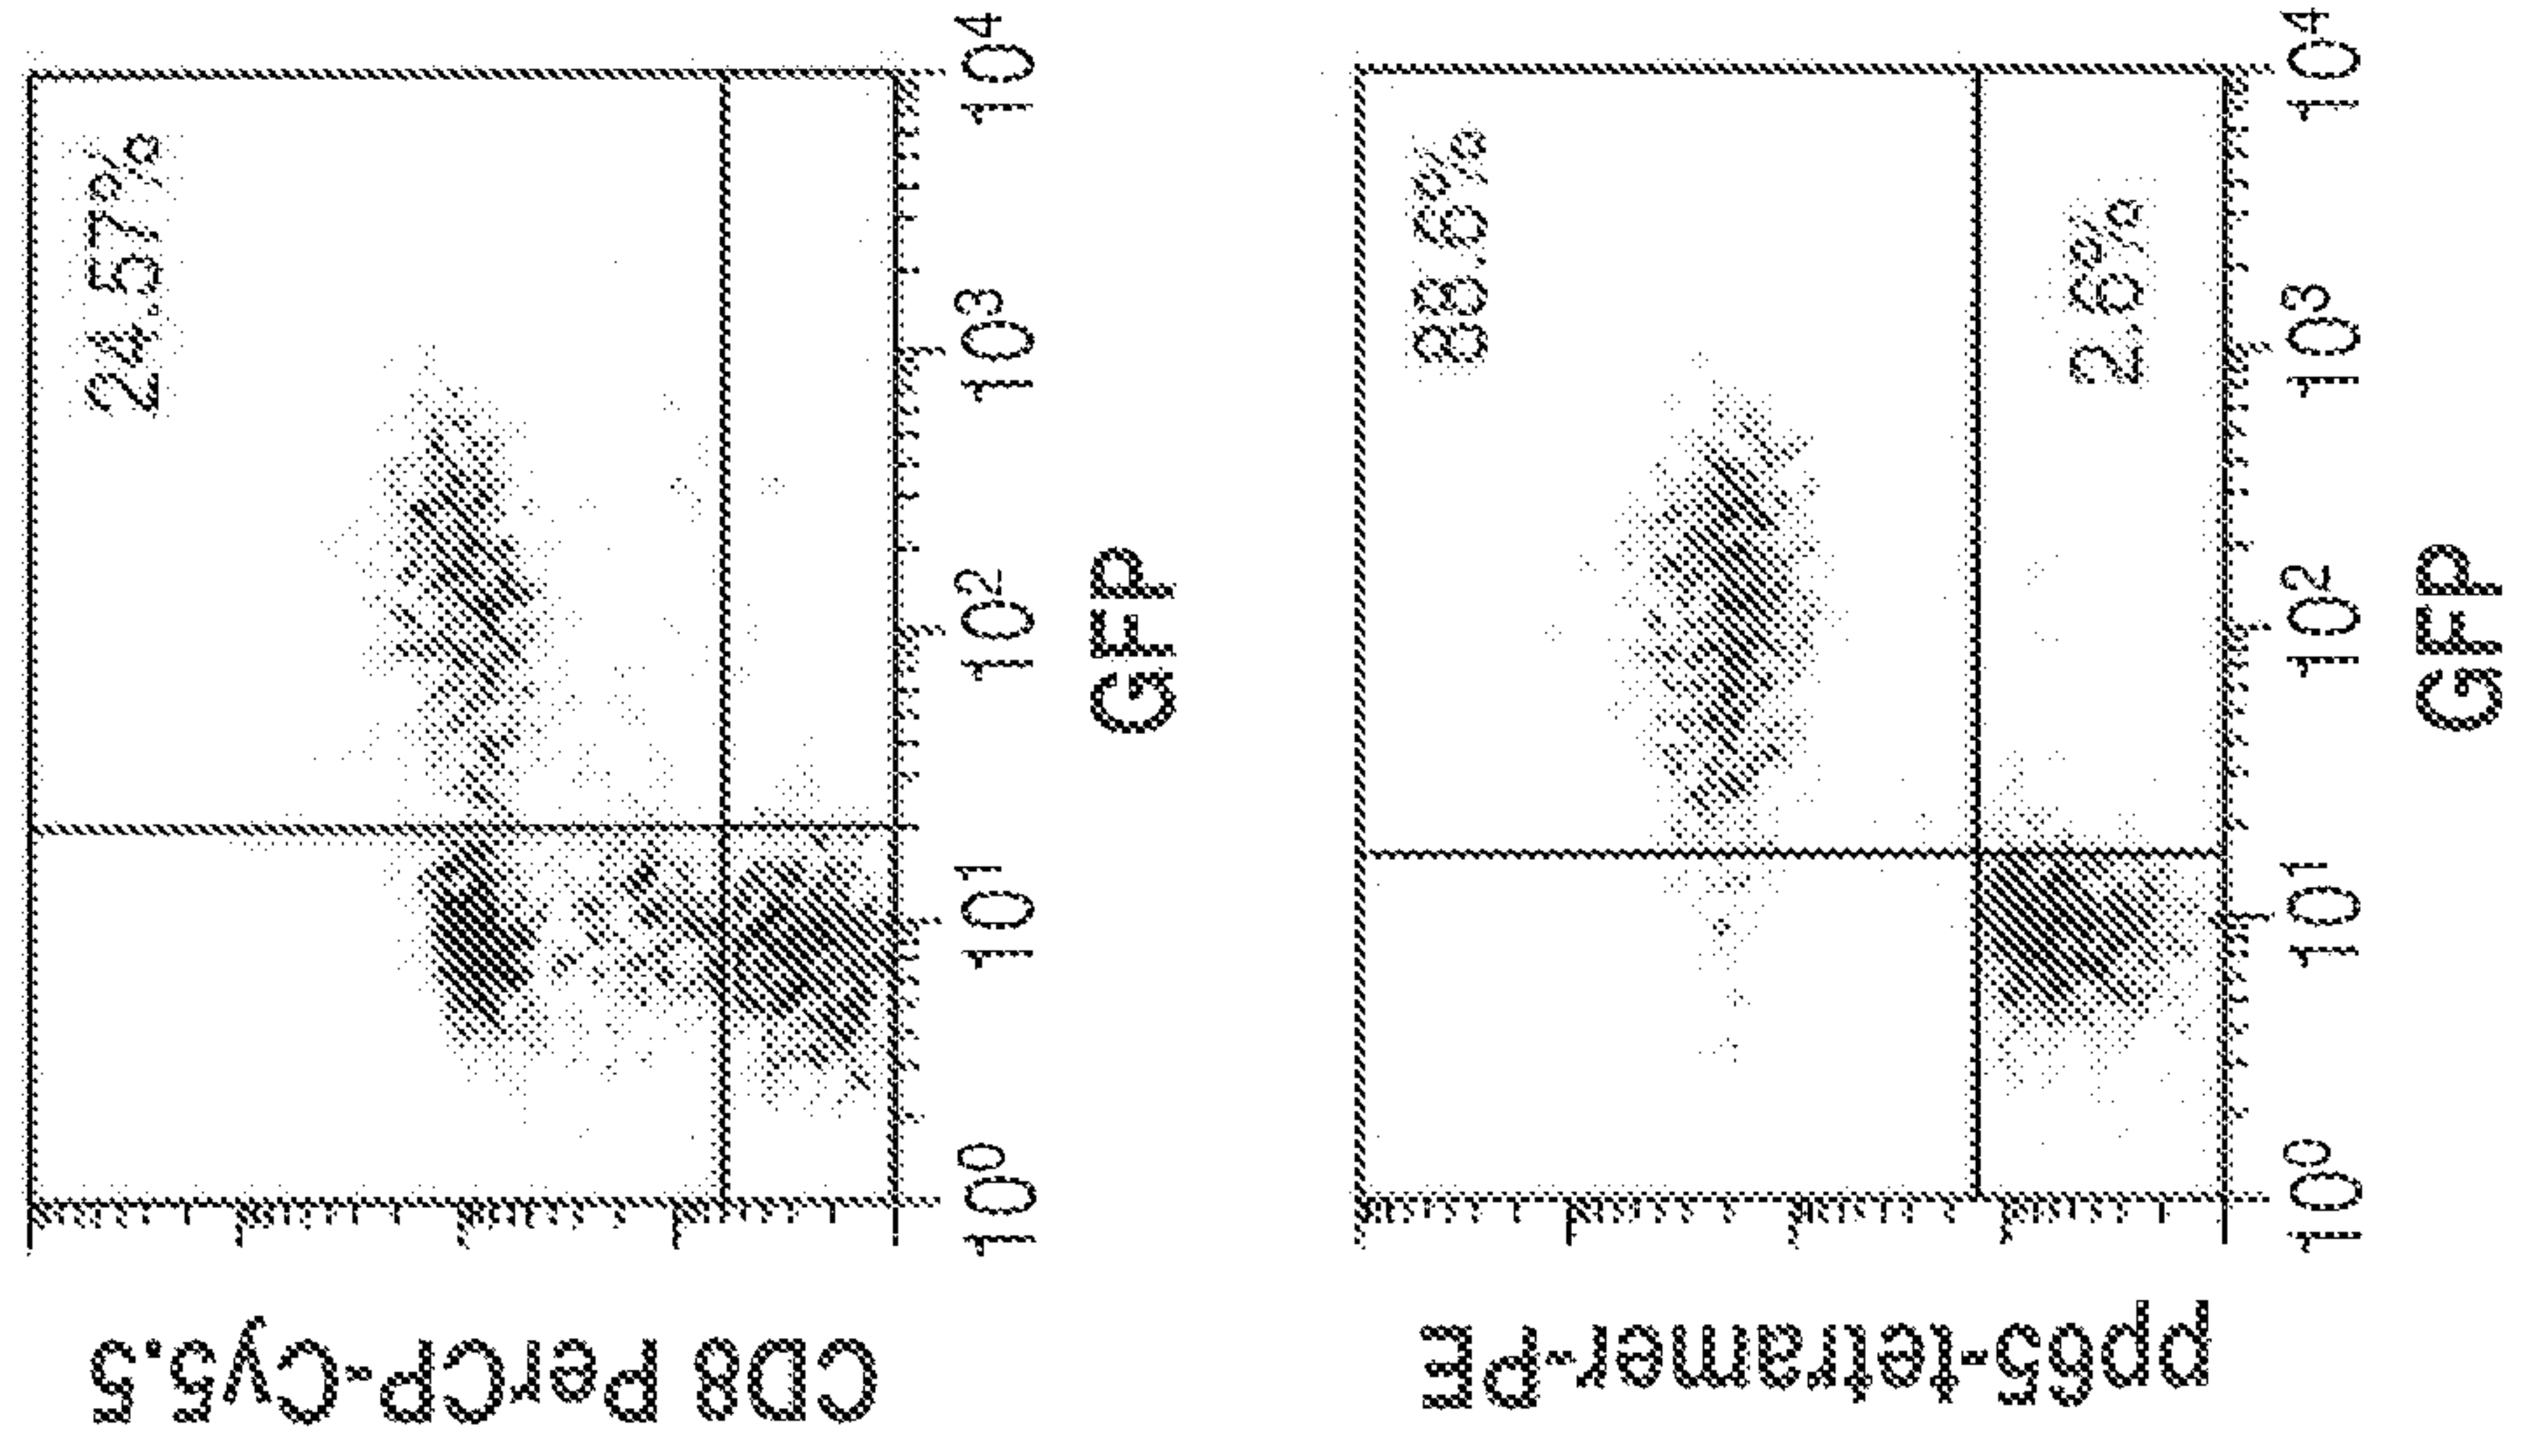 24.57%
CD8 PerCP-Cy5.5
10⁰ 10¹ 10² 10³ 10⁴
GFP
88.6%
2.6%
pp65-tetramer-PE
10⁰ 10¹ 10² 10³ 10⁴
GFP